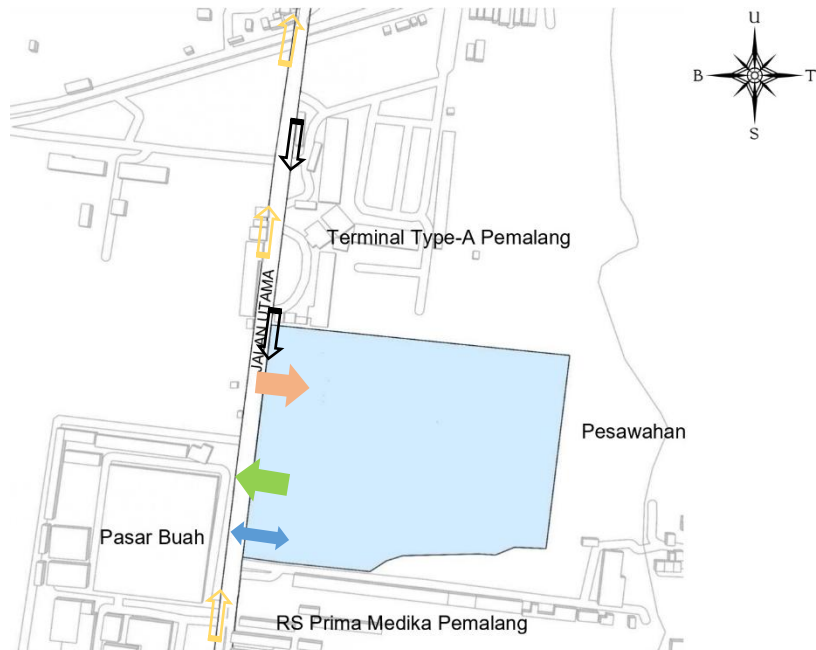 U
B
T
S
Terminal Type-A Pemalang
JALAN UTAMA
Pesawahan
Pasar Buah
RS Prima Medika Pemalang